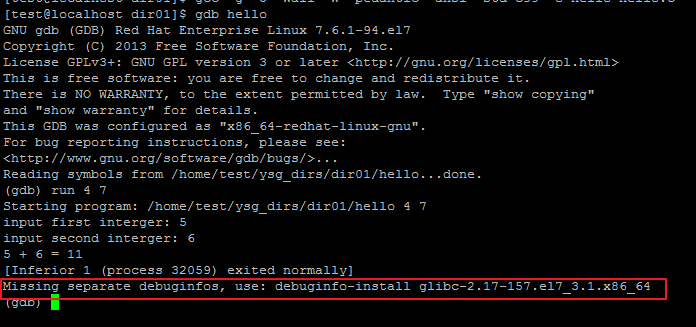 [test@localhost dir01]$ gdb hello
GNU gdb (GDB) Red Hat Enterprise Linux 7.6.1-94.el7
Copyright (C) 2013 Free Software Foundation, Inc.
License GPLv3+: GNU GPL version 3 or later <http://gnu.org/licenses/gpl.html>
This is free software: you are free to change and redistribute it.
There is NO WARRANTY, to the extent permitted by law.  Type "show copying"
and "show warranty" for details.
This GDB was configured as "x86_64-redhat-linux-gnu".
For bug reporting instructions, please see:
<http://www.gnu.org/software/gdb/bugs/>...
Reading symbols from /home/test/ysg_dirs/dir01/hello...done.
(gdb) run 4 7
Starting program: /home/test/ysg_dirs/dir01/hello 4 7
input first interger: 5
input second interger: 6
5 + 6 = 11
[Inferior 1 (process 32059) exited normally]
Missing separate debuginfos, use: debuginfo-install glibc-2.17-157.el7_3.1.x86_64
(gdb)